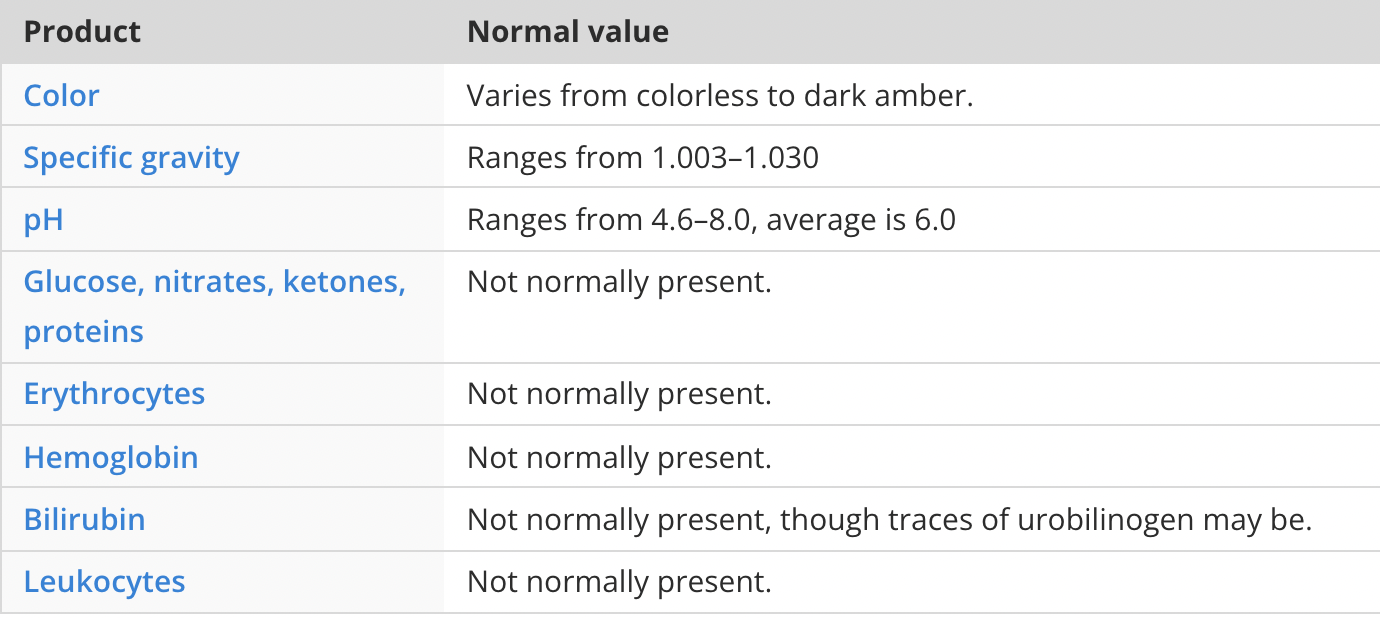 Product Normal value
Color Varies from colorless to dark amber.
Specific gravity Ranges from 1.003–1.030
pH Ranges from 4.6–8.0, average is 6.0
Glucose, nitrates, ketones, Not normally present.
proteins
Erythrocytes Not normally present.
Hemoglobin Not normally present.
Bilirubin Not normally present, though traces of urobilinogen may be.
Leukocytes Not normally present.